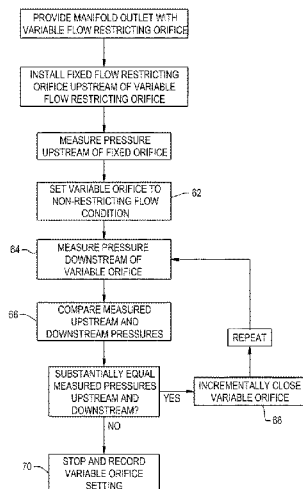 PROVIDE MANIFOLD OUTLET WITH
VARIABLE FLOW RESTRICTING ORIFICE
INSTALL FIXED FLOW RESTRICTING
ORIFICE UPSTREAM OF VARIABLE
FLOW RESTRICTING ORIFICE
MEASURE PRESSURE
UPSTREAM OF FIXED ORIFICE
SET VARIABLE ORIFICE TO
NON-RESTRICTING FLOW
CONDITION
62
64
MEASURE PRESSURE
DOWNSTREAM OF
VARIABLE ORIFICE
66
COMPARE MEASURED
UPSTREAM AND
DOWNSTREAM PRESSURES
REPEAT
SUBSTANTIALLY EQUAL
MEASURED PRESSURES
UPSTREAM AND
DOWNSTREAM?
YES
INCREMENTALLY CLOSE
VARIABLE ORIFICE
68
NO
70
STOP AND RECORD
VARIABLE ORIFICE
SETTING